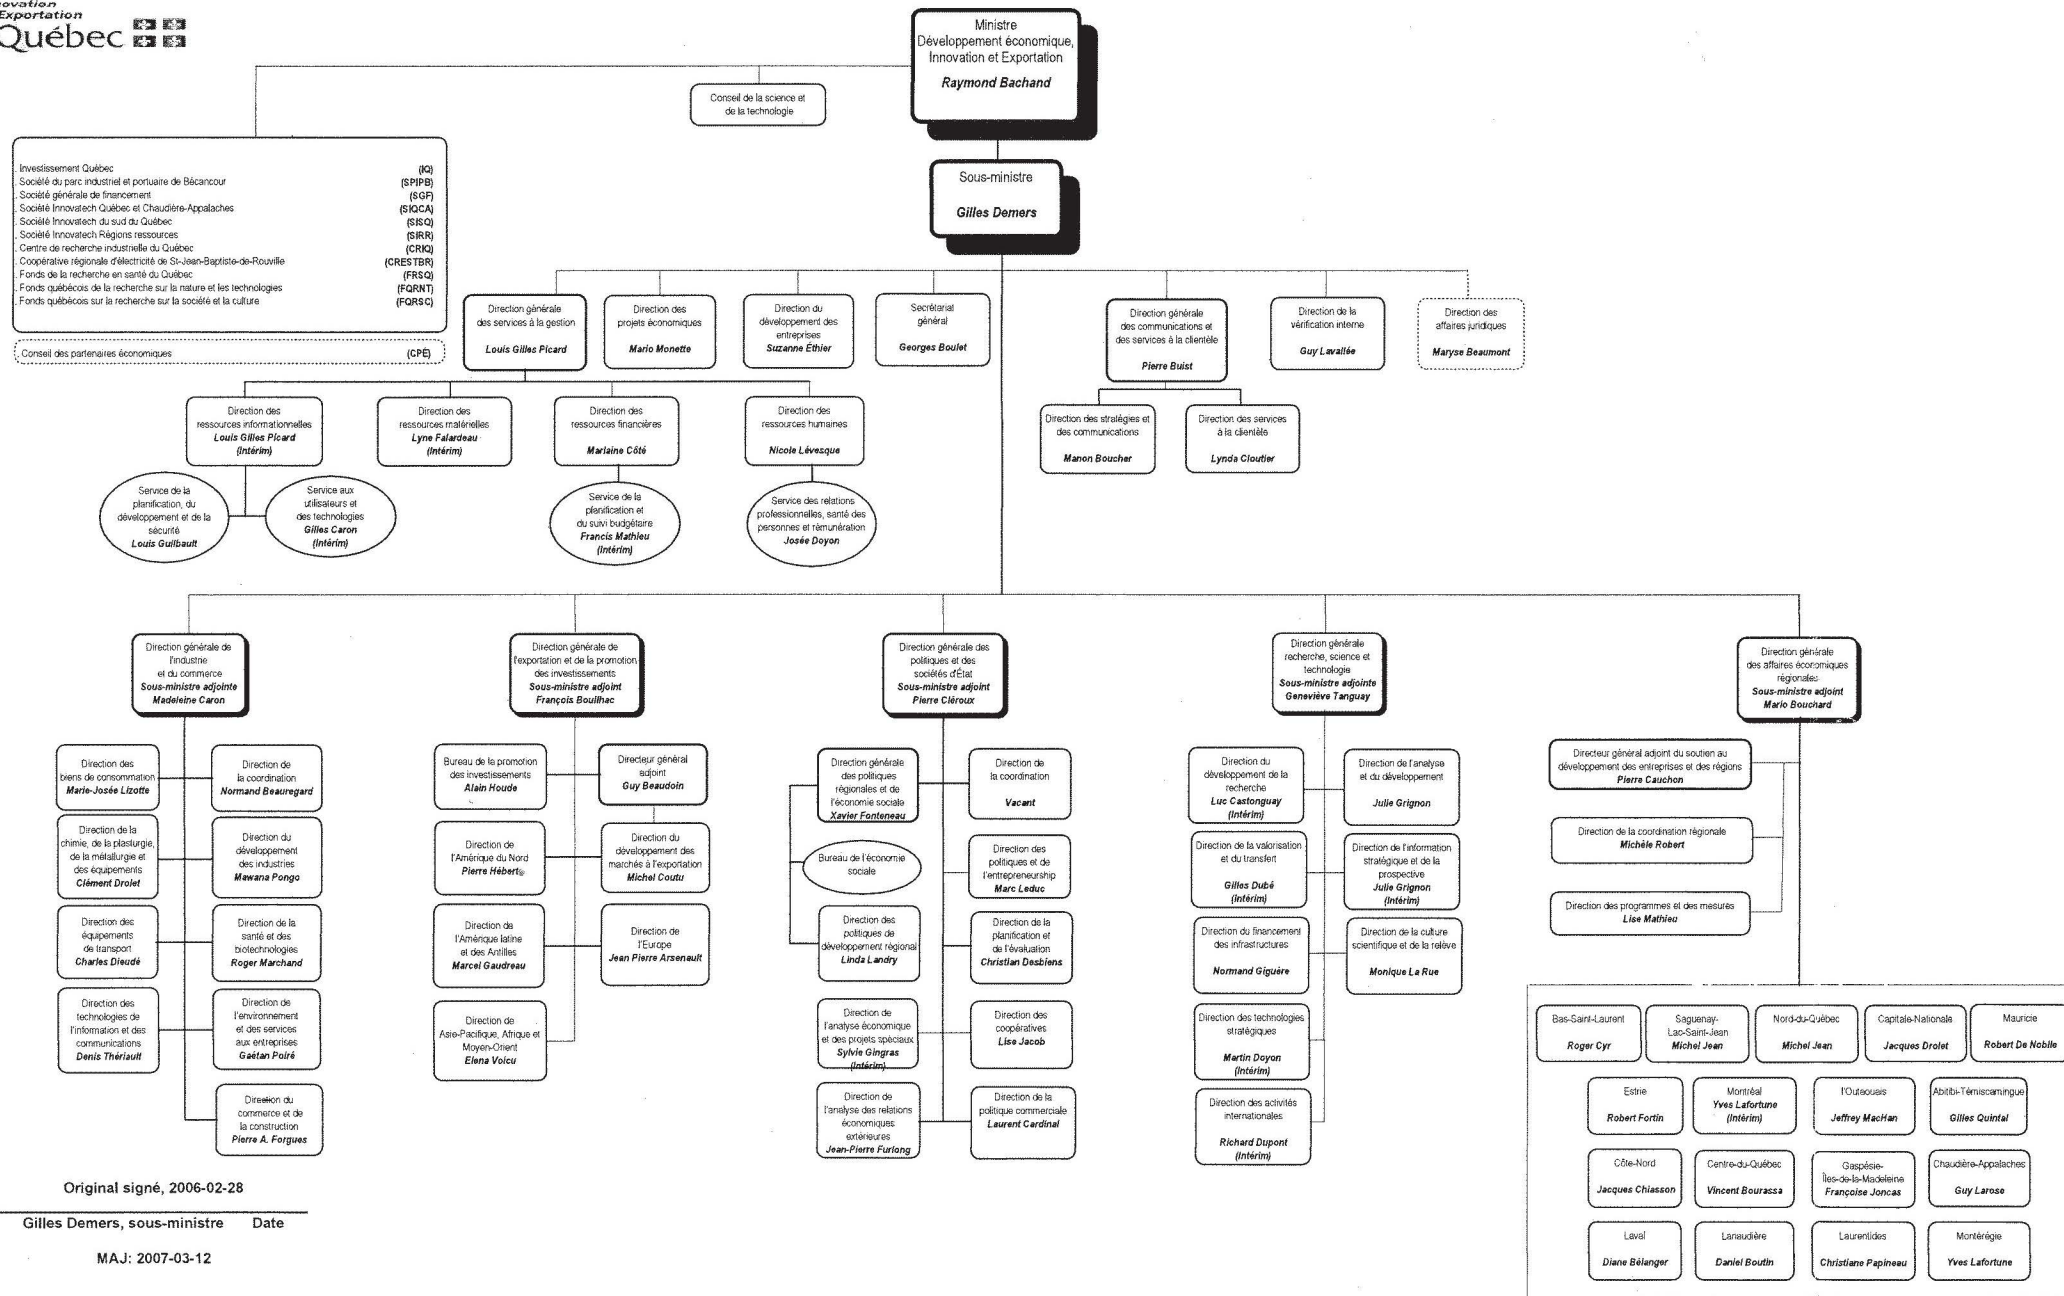 Exportation
Québec
Ministre
Développement économique,
Innovation et Exportation
Raymond Bachand
Conseil de la science et
de la technologie
. Investissement Québec (IQ)
. Société du parc industriel et portuaire de Bécancour (SPIPB)
. Société générale de financement (SGF)
. Société Innovatech Québec et Chaudière-Appalaches (SIQCA)
. Société Innovatech du sud du Québec (SISQ)
. Société Innovatech Régions ressources (SIRR)
. Centre de recherche industrielle du Québec (CRIQ)
. Coopérative régionale d'électricité de St-Jean-Baptiste-de-Rouville (CRESTBR)
. Fonds de la recherche en santé du Québec (FRSQ)
. Fonds québécois de la recherche sur la nature et les technologies (FQRNT)
. Fonds québécois sur la recherche sur la société et la culture (FQRSC)
. Conseil des partenaires économiques (CPÉ)
Sous-ministre
Gilles Demers
Direction générale
des services à la gestion
Louis Gilles Picard
Direction des
projets économiques
Mario Monette
Direction du
développement des
entreprises
Suzanne Éthier
Secrétariat
général
Georges Boulet
Direction générale
des communications et
des services à la clientèle
Pierre Buist
Direction de la
vérification interne
Guy Lavallée
Direction des
affaires juridiques
Maryse Beaumont
Direction des
ressources informationnelles
Louis Gilles Picard
(Intérim)
Direction des
ressources matérielles
Lyne Falardeau
(Intérim)
Direction des
ressources financières
Marlaine Côté
Direction des
ressources humaines
Nicole Lévesque
Direction des stratégies et
des communications
Manon Boucher
Direction des services
à la clientèle
Lynda Cloutier
Service de la
planification, du
développement et de la
sécurité
Louis Guilbault
Service aux
utilisateurs et
des technologies
Gilles Caron
(Intérim)
Service de la
planification et
du suivi budgétaire
Francis Mathieu
(Intérim)
Service des relations
professionnelles, santé des
personnes et rémunération
Josée Doyon
Direction générale de
l'industrie
et du commerce
Sous-ministre adjointe
Madeleine Caron
Direction générale de
l'exportation et de la promotion
des investissements
Sous-ministre adjoint
François Bouilhac
Direction générale des
politiques et des
sociétés d'État
Sous-ministre adjoint
Pierre Cléroux
Direction générale
recherche, science et
technologie
Sous-ministre adjointe
Geneviève Tanguay
Direction générale
des affaires économiques
régionales
Sous-ministre adjoint
Mario Bouchard
Direction des
biens de consommation
Marie-Josée Lizotte
Direction de
la coordination
Normand Beauregard
Direction de la
chimie, de la plasturgie,
de la métallurgie et
des équipements
Clément Drolet
Direction du
développement
des industries
Mawana Pongo
Direction des
équipements
de transport
Charles Dieudé
Direction de la
santé et des
biotechnologies
Roger Marchand
Direction des
technologies de
l'information et des
communications
Denis Thériault
Direction de
l'environnement
et des services
aux entreprises
Gaétan Poiré
Direction du
commerce et de
la construction
Pierre A. Forgues
Bureau de la promotion
des investissements
Alain Houde
Directeur général
adjoint
Guy Beaudoin
Direction de
l'Amérique du Nord
Pierre Hébert
Direction du
développement des
marchés à l'exportation
Michel Coutu
Direction de
l'Amérique latine
et des Antilles
Marcel Gaudreau
Direction de
l'Europe
Jean Pierre Arsenault
Direction de
Asie-Pacifique, Afrique et
Moyen-Orient
Elena Voicu
Direction générale
des politiques
régionales et de
l'économie sociale
Xavier Fonteneau
Direction de
la coordination
Vacant
Bureau de l'économie
sociale
Direction des
politiques et de
l'entrepreneurship
Marc Leduc
Direction des
politiques de
développement régional
Linda Landry
Direction de la
planification et
de l'évaluation
Christian Desbiens
Direction de
l'analyse économique
et des projets spéciaux
Sylvie Gingras
(Intérim)
Direction des
coopératives
Lise Jacob
Direction de
l'analyse des relations
économiques
extérieures
Jean-Pierre Furlong
Direction de la
politique commerciale
Laurent Cardinal
Direction du
développement de la
recherche
Luc Castonguay
(Intérim)
Direction de l'analyse
et du développement
Julie Grignon
Direction de la valorisation
et du transfert
Gilles Dubé
(Intérim)
Direction de l'information
stratégique et de la
prospective
Julie Grignon
(Intérim)
Direction du financement
des infrastructures
Normand Giguère
Direction de la culture
scientifique et de la relève
Monique La Rue
Direction des technologies
stratégiques
Martin Doyon
(Intérim)
Direction des activités
internationales
Richard Dupont
(Intérim)
Directeur général adjoint du soutien au
développement des entreprises et des régions
Pierre Cauchon
Direction de la coordination régionale
Michèle Robert
Direction des programmes et des mesures
Lise Mathieu
Bas-Saint-Laurent
Roger Cyr
Saguenay-
Lac-Saint-Jean
Michel Jean
Nord-du-Québec
Michel Jean
Capitale-Nationale
Jacques Drolet
Mauricie
Robert De Nobile
Estrie
Robert Fortin
Montréal
Yves Lafortune
(Intérim)
l'Outaouais
Jeffrey MacHan
Abitibi-Témiscamingue
Gilles Quintal
Côte-Nord
Jacques Chiasson
Centre-du-Québec
Vincent Bourassa
Gaspésie-
Îles-de-la-Madeleine
Françoise Joncas
Chaudière-Appalaches
Guy Larose
Laval
Diane Bélanger
Lanaudière
Daniel Boutin
Laurentides
Christiane Papineau
Montérégie
Yves Lafortune
Original signé, 2006-02-28
Gilles Demers, sous-ministre Date
MAJ: 2007-03-12